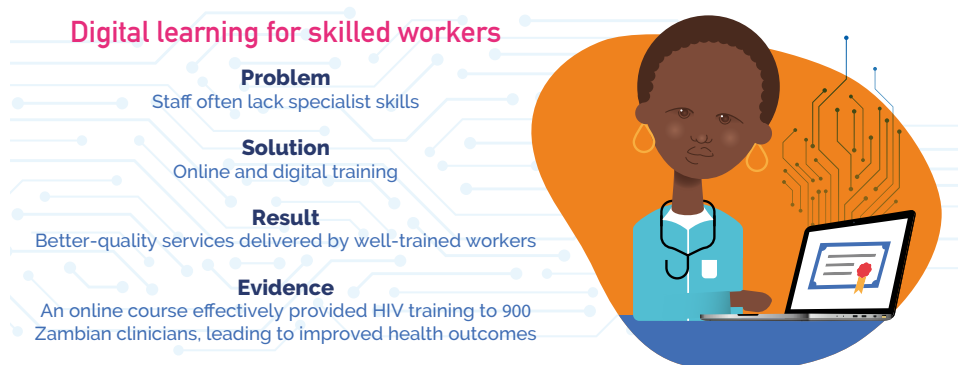 Digital learning for skilled workers
Problem
Staff often lack specialist skills
Solution
Online and digital training
Result
Better-quality services delivered by well-trained workers
Evidence
An online course effectively provided HIV training to 900
Zambian clinicians, leading to improved health outcomes